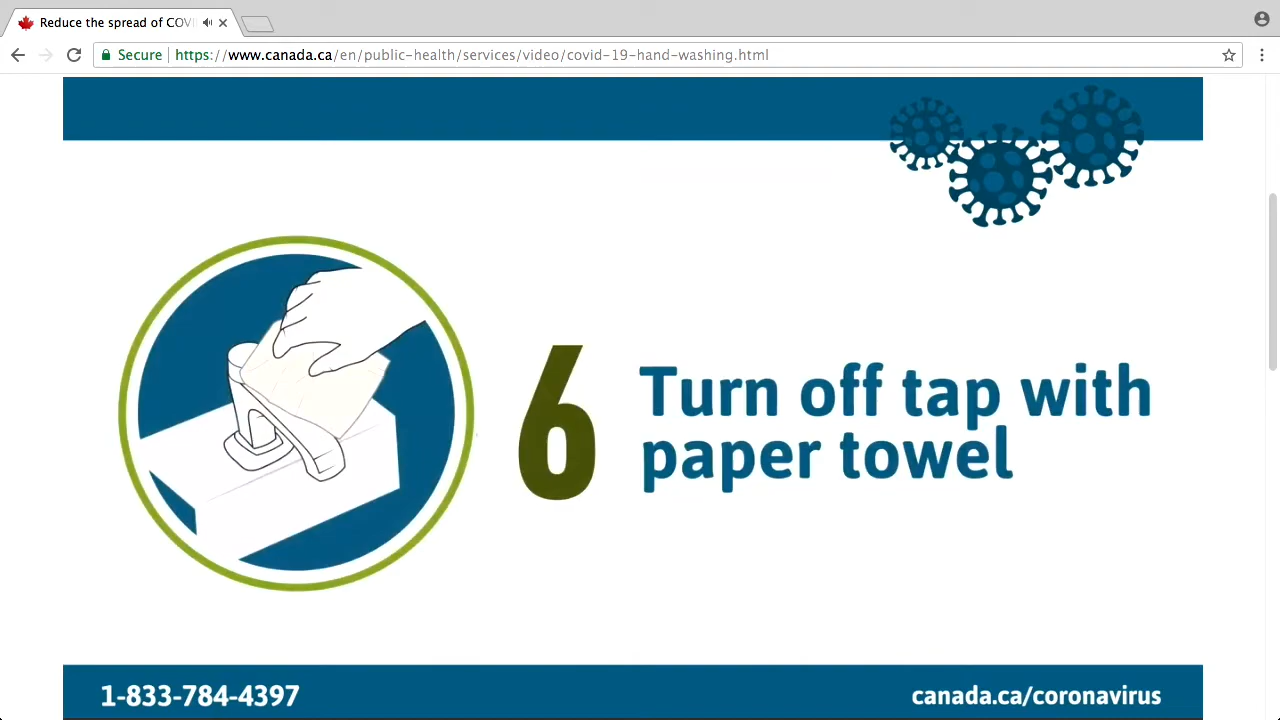 Reduce the spread of COVI
Secure
https://www.canada.ca/en/public-health/services/video/covid-19-hand-washing.html
6
Turn off tap with
paper towel
1-833-784-4397
canada.ca/coronavirus